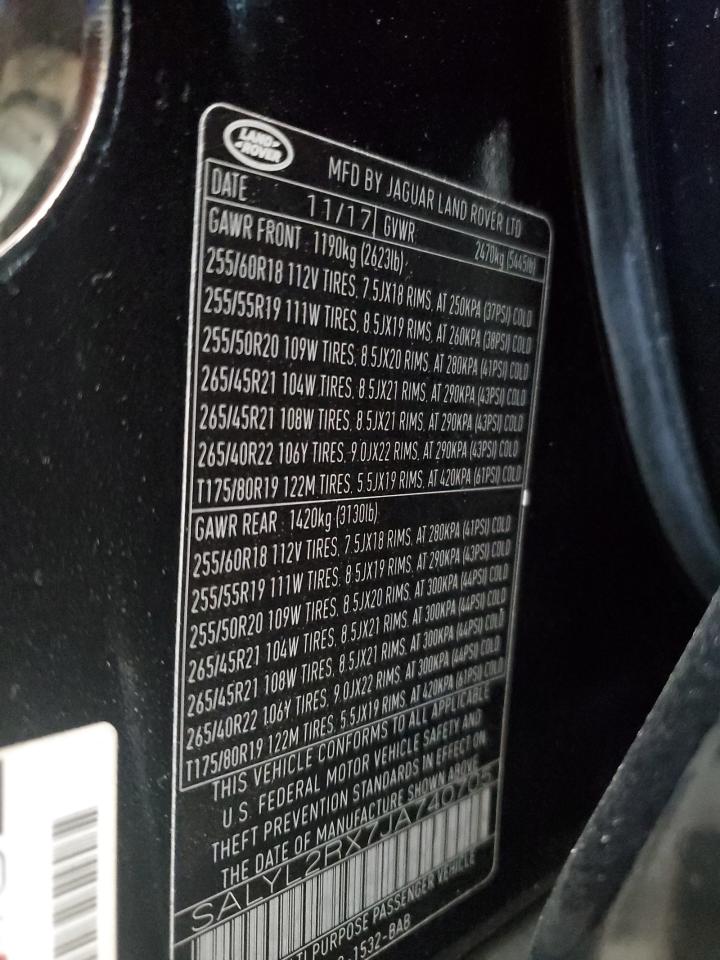 LAND ROVER
MFD BY JAGUAR LAND ROVER LTD
DATE 11/17 GVWR 2470kg (5445lb)
GAWR FRONT 1190kg (2623lb)
255/60R18 112V TIRES, 7.5JX18 RIMS, AT 250KPA (37PSI) COLD
255/55R19 111W TIRES, 8.5JX19 RIMS, AT 260KPA (38PSI) COLD
255/50R20 109W TIRES, 8.5JX20 RIMS, AT 280KPA (41PSI) COLD
265/45R21 104W TIRES, 8.5JX21 RIMS, AT 290KPA (43PSI) COLD
265/45R21 108W TIRES, 8.5JX21 RIMS, AT 290KPA (43PSI) COLD
265/40R22 106Y TIRES, 9.0JX22 RIMS, AT 290KPA (43PSI) COLD
T175/80R19 122M TIRES, 5.5JX19 RIMS, AT 420KPA (61PSI) COLD
GAWR REAR 1420kg (3130lb)
255/60R18 112V TIRES, 7.5JX18 RIMS, AT 280KPA (41PSI) COLD
255/55R19 111W TIRES, 8.5JX19 RIMS, AT 290KPA (43PSI) COLD
255/50R20 109W TIRES, 8.5JX20 RIMS, AT 300KPA (44PSI) COLD
265/45R21 104W TIRES, 8.5JX21 RIMS, AT 300KPA (44PSI) COLD
265/45R21 108W TIRES, 8.5JX21 RIMS, AT 300KPA (44PSI) COLD
265/40R22 106Y TIRES, 9.0JX22 RIMS, AT 300KPA (44PSI) COLD
T175/80R19 122M TIRES, 5.5JX19 RIMS, AT 420KPA (61PSI) COLD
THIS VEHICLE CONFORMS TO ALL APPLICABLE
U.S. FEDERAL MOTOR VEHICLE SAFETY AND
THEFT PREVENTION STANDARDS IN EFFECT ON
THE DATE OF MANUFACTURE SHOWN ABOVE
SALYL2RX7JA740705
PURPOSE PASSENGER VEHICLE
-1532-BAB